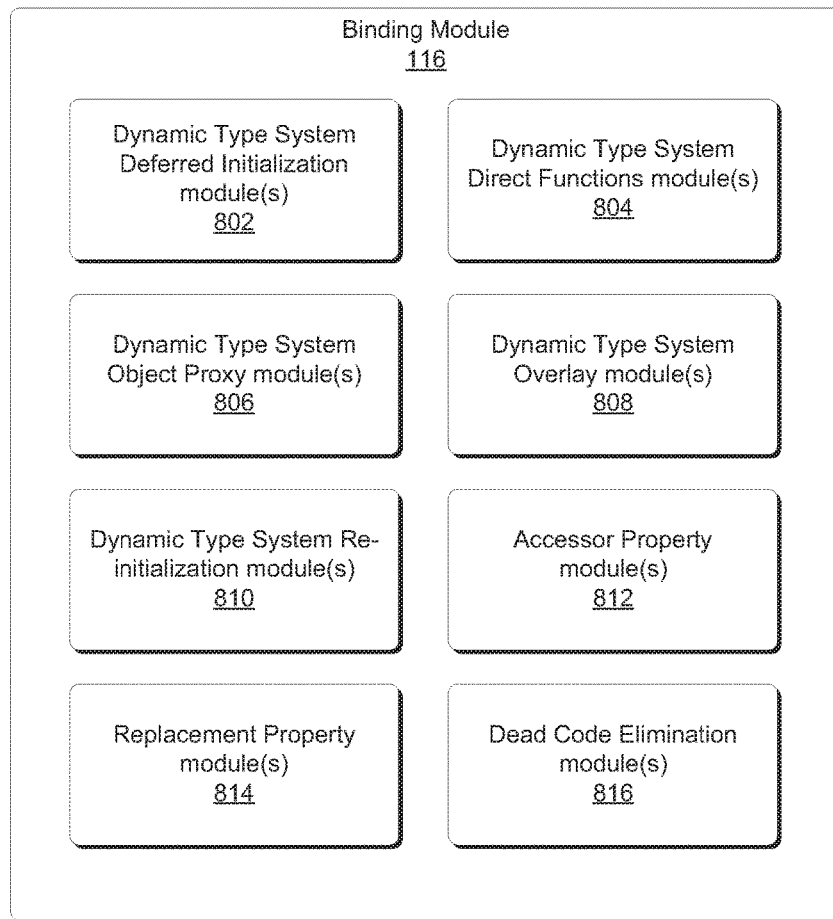 Binding Module
116
Dynamic Type System
Deferred Initialization
module(s)
802
Dynamic Type System
Direct Functions module(s)
804
Dynamic Type System
Object Proxy module(s)
806
Dynamic Type System
Overlay module(s)
808
Dynamic Type System Re-
initialization module(s)
810
Accessor Property
module(s)
812
Replacement Property
module(s)
814
Dead Code Elimination
module(s)
816